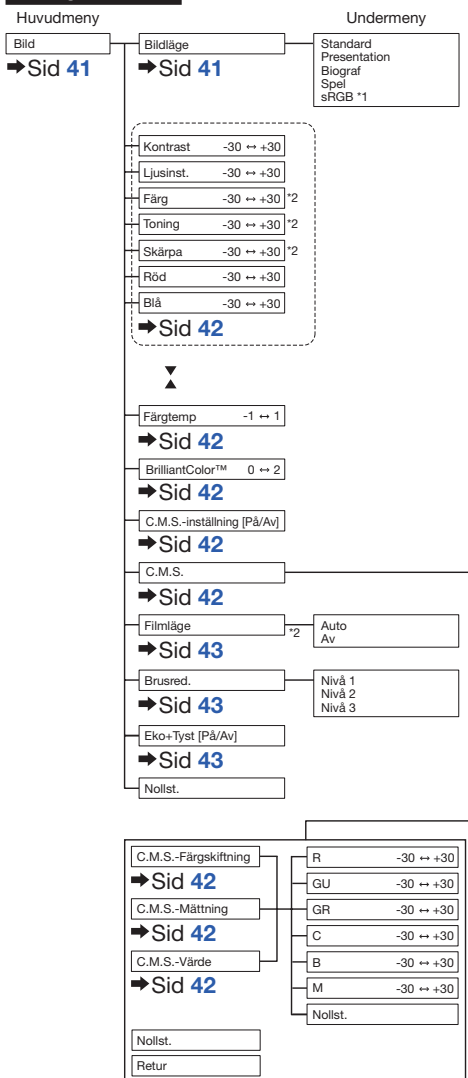 Huvudmeny Undermeny
Bild Bildläge Standard
Presentation
Biograf
Spel
sRGB *1
➡Sid 41 ➡Sid 41
Kontrast -30 ↔ +30
Ljusinst. -30 ↔ +30
Färg -30 ↔ +30 *2
Toning -30 ↔ +30 *2
Skärpa -30 ↔ +30 *2
Röd -30 ↔ +30
Blå -30 ↔ +30
➡Sid 42
Färgtemp -1 ↔ 1
➡Sid 42
BrilliantColor™ 0 ↔ 2
➡Sid 42
C.M.S.-inställning [På/Av]
➡Sid 42
C.M.S.
➡Sid 42
Filmläge *2 Auto
Av
➡Sid 43
Brusred. Nivå 1
Nivå 2
Nivå 3
➡Sid 43
Eko+Tyst [På/Av]
➡Sid 43
Nollst.
C.M.S.-Färgskiftning
➡Sid 42
C.M.S.-Mättning
➡Sid 42
C.M.S.-Värde
➡Sid 42
R -30 ↔ +30
GU -30 ↔ +30
GR -30 ↔ +30
C -30 ↔ +30
B -30 ↔ +30
M -30 ↔ +30
Nollst.
Nollst.
Retur